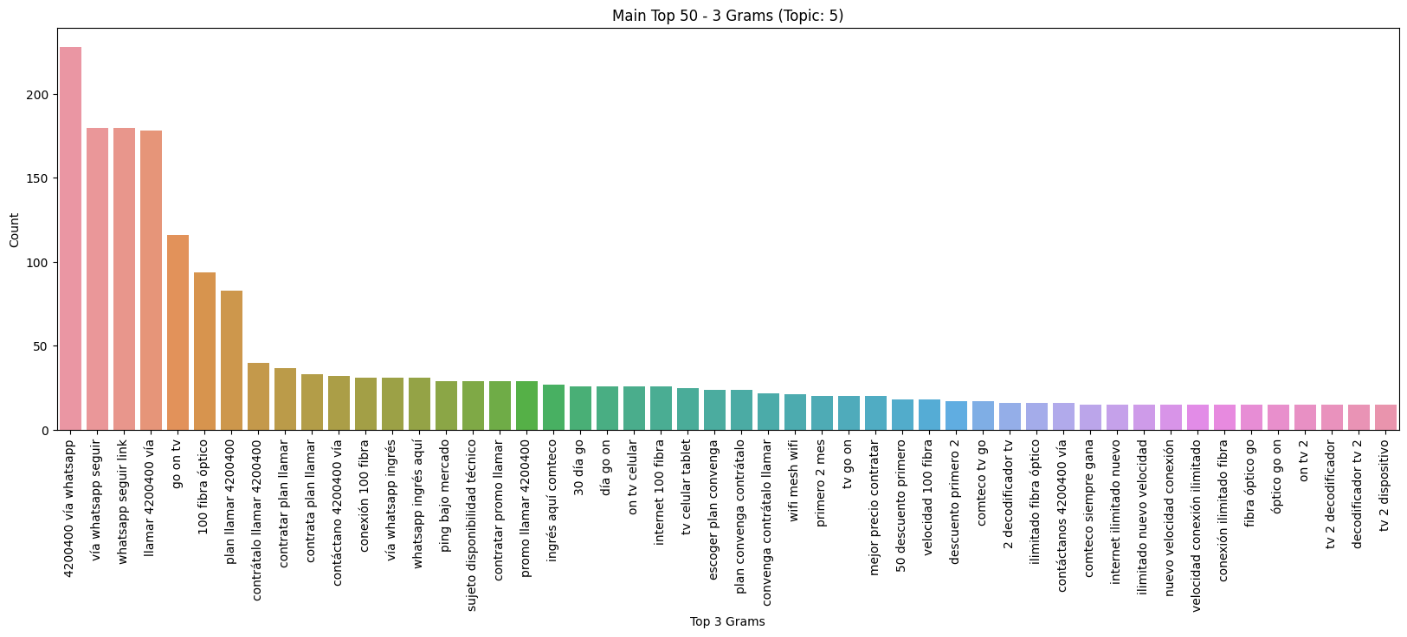 Main Top 50 - 3 Grams (Topic: 5)
Count
200
150
100
50
0
4200400 vía whatsapp
vía whatsapp seguir
whatsapp seguir link
llamar 4200400 vía
go on tv
100 fibra óptico
plan llamar 4200400
contrátalo llamar 4200400
contratar plan llamar
contrata plan llamar
contáctano 4200400 vía
conexión 100 fibra
vía whatsapp ingrés
whatsapp ingrés aquí
ping bajo mercado
sujeto disponibilidad técnico
contratar promo llamar
promo llamar 4200400
ingrés aquí comteco
30 día go
día go on
on tv celular
internet 100 fibra
tv celular tablet
escoger plan convenga
plan convenga contrátalo
convenga contrátalo llamar
wifi mesh wifi
primero 2 mes
tv go on
mejor precio contratar
50 descuento primero
velocidad 100 fibra
descuento primero 2
comteco tv go
2 decodificador tv
ilimitado fibra óptico
contáctanos 4200400 vía
comteco siempre gana
internet ilimitado nuevo
ilimitado nuevo velocidad
nuevo velocidad conexión
velocidad conexión ilimitado
conexión ilimitado fibra
fibra óptico go
óptico go on
on tv 2
tv 2 decodificador
decodificador tv 2
tv 2 dispositivo
Top 3 Grams